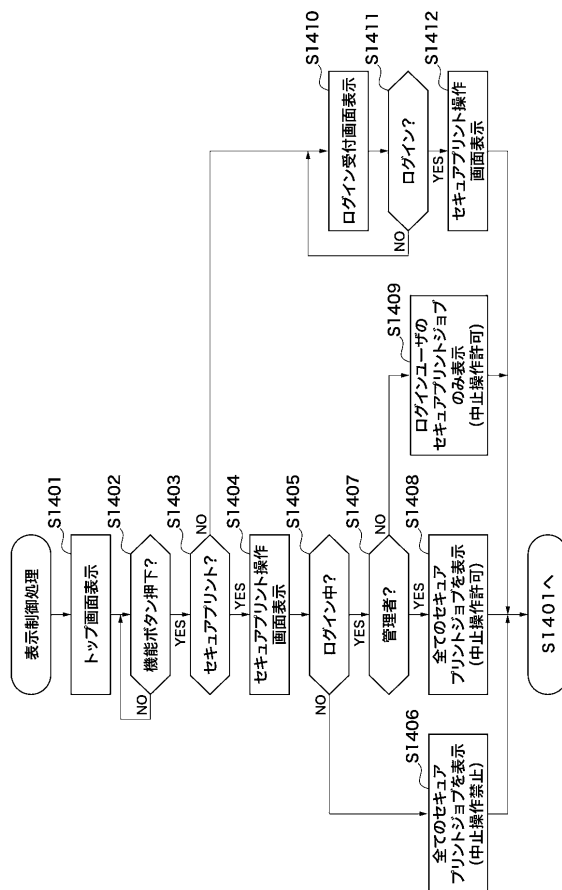 表示制御処理
S1401
トップ画面表示
S1402
機能ボタン押下?
NO
YES
S1403
セキュアプリント?
NO
YES
S1404
セキュアプリント操作
画面表示
S1405
ログイン中?
NO
YES
S1406
全てのセキュア
プリントジョブを表示
(中止操作禁止)
S1407
管理者?
NO
YES
S1408
全てのセキュア
プリントジョブを表示
(中止操作許可)
S1409
ログインユーザの
セキュアプリントジョブ
のみ表示
(中止操作許可)
S1410
ログイン受付画面表示
S1411
ログイン?
NO
YES
S1412
セキュアプリント操作
画面表示
S1401へ